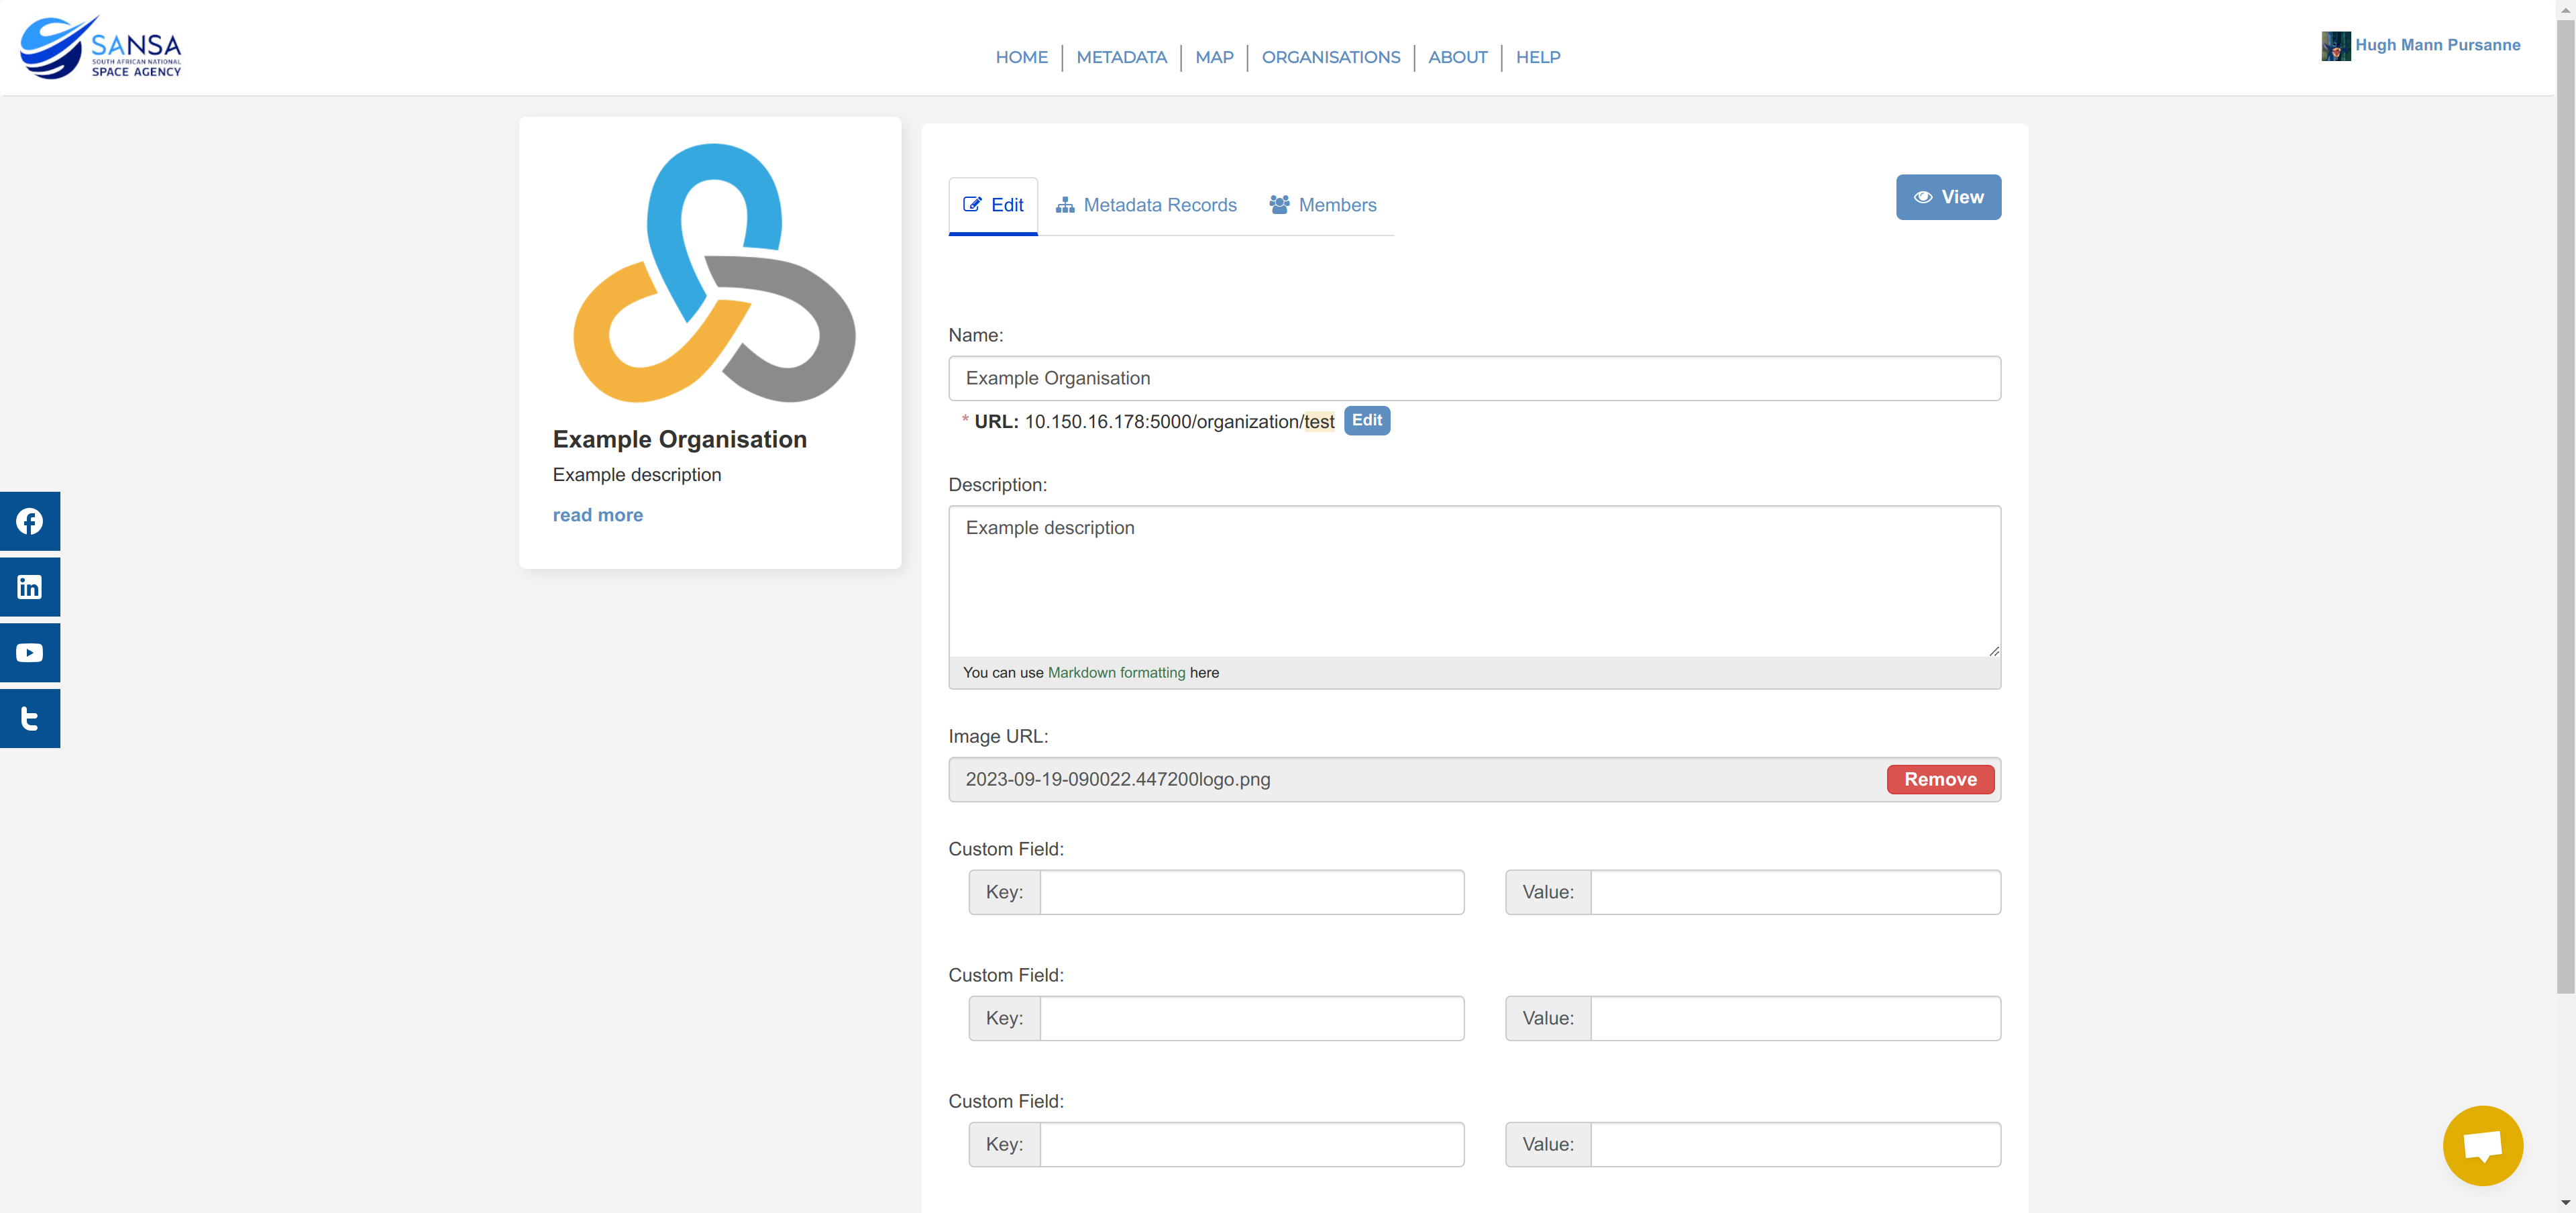 SANSA
SOUTH AFRICAN NATIONAL
SPACE AGENCY
HOME
METADATA
MAP
ORGANISATIONS
ABOUT
HELP
Hugh Mann Pursanne
Example Organisation
Example description
read more
Edit
Metadata Records
Members
View
Name:
Example Organisation
* URL: 10.150.16.178:5000/organization/test Edit
Description:
Example description
You can use Markdown formatting here
Image URL:
2023-09-19-090022.447200logo.png
Remove
Custom Field:
Key:
Value:
Custom Field:
Key:
Value:
Custom Field:
Key:
Value: